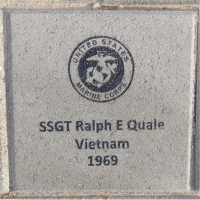 UNITED STATES
MARINE CORPS
SSGT Ralph E Quale
Vietnam
1969